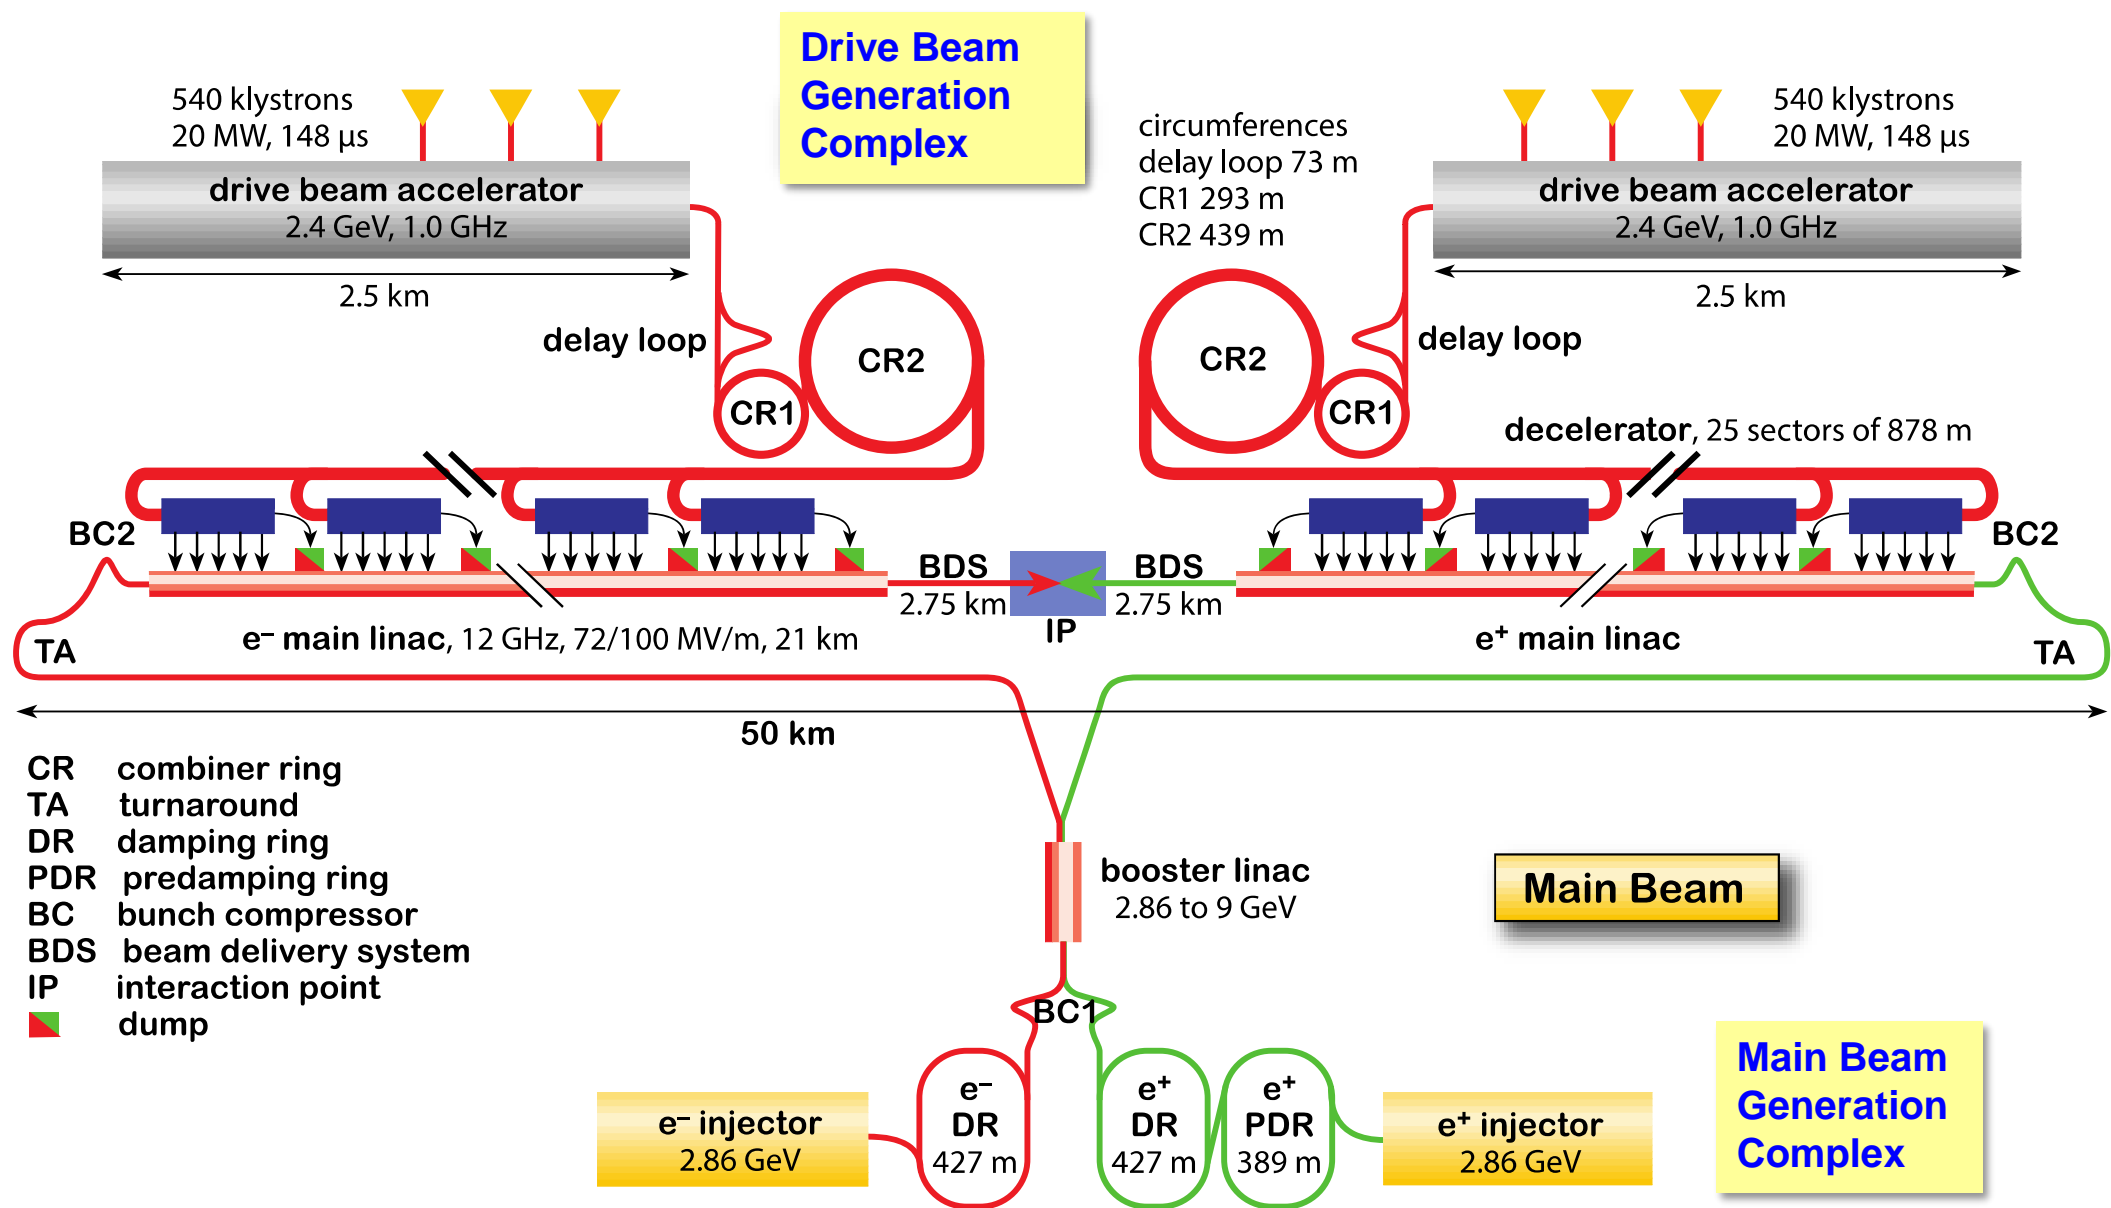 Drive Beam
Generation
Complex
540 klystrons
20 MW, 148 µs
drive beam accelerator
2.4 GeV, 1.0 GHz
2.5 km
delay loop
CR1
CR2
circumferences
delay loop 73 m
CR1 293 m
CR2 439 m
540 klystrons
20 MW, 148 µs
drive beam accelerator
2.4 GeV, 1.0 GHz
2.5 km
delay loop
CR2
CR1
decelerator, 25 sectors of 878 m
BC2
BDS
2.75 km
IP
BDS
2.75 km
BC2
TA
e– main linac, 12 GHz, 72/100 MV/m, 21 km
e+ main linac
TA
50 km
CR combiner ring
TA turnaround
DR damping ring
PDR predamping ring
BC bunch compressor
BDS beam delivery system
IP interaction point
dump
booster linac
2.86 to 9 GeV
Main Beam
BC1
e– injector
2.86 GeV
e–
DR
427 m
e+
DR
427 m
e+
PDR
389 m
e+ injector
2.86 GeV
Main Beam
Generation
Complex